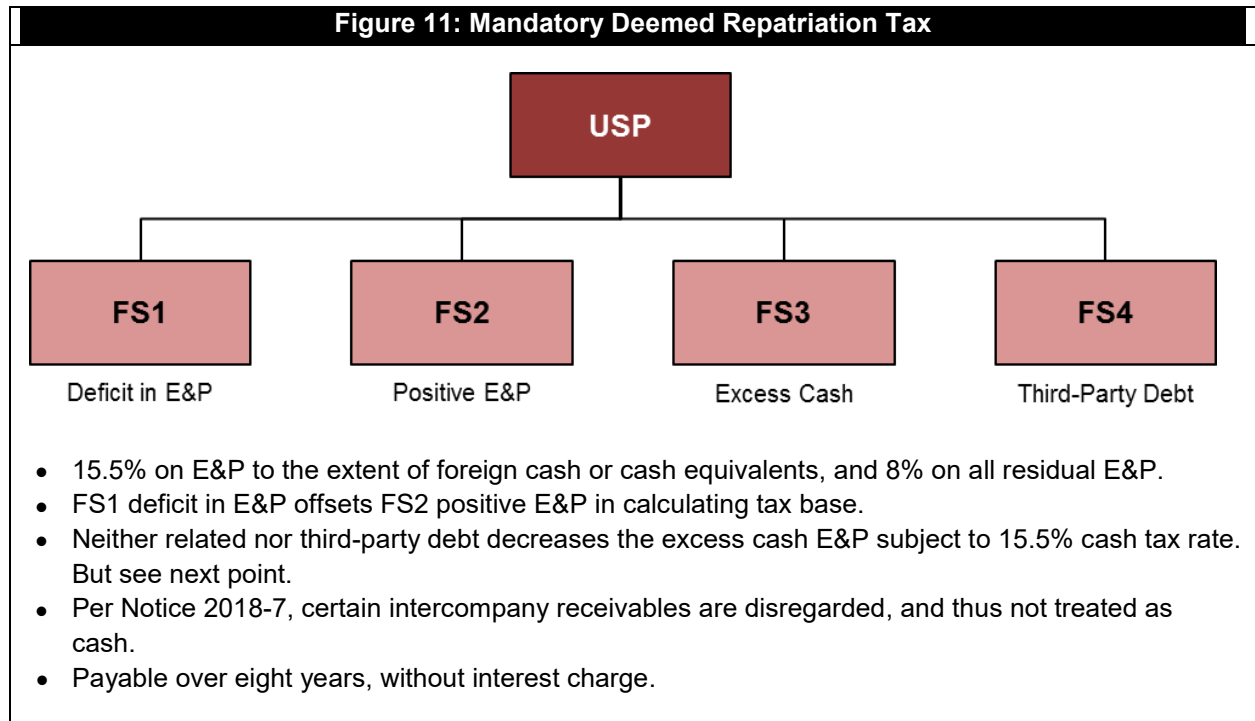 Figure 11: Mandatory Deemed Repatriation Tax
USP
FS1 FS2 FS3 FS4
Deficit in E&P Positive E&P Excess Cash Third-Party Debt
• 15.5% on E&P to the extent of foreign cash or cash equivalents, and 8% on all residual E&P.
• FS1 deficit in E&P offsets FS2 positive E&P in calculating tax base.
• Neither related nor third-party debt decreases the excess cash E&P subject to 15.5% cash tax rate.
But see next point.
• Per Notice 2018-7, certain intercompany receivables are disregarded, and thus not treated as
cash.
• Payable over eight years, without interest charge.